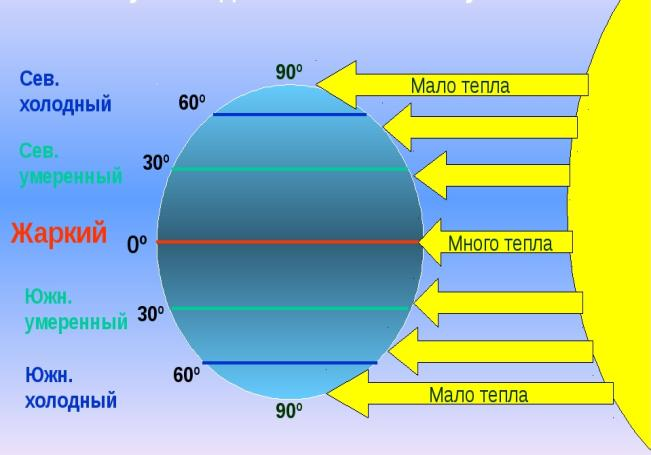 90º
Сев.
холодный
60º
Мало тепла
Сев.
умеренный
30º
Жаркий
0º
Много тепла
Южн.
умеренный
30º
Южн.
холодный
60º
Мало тепла
90º